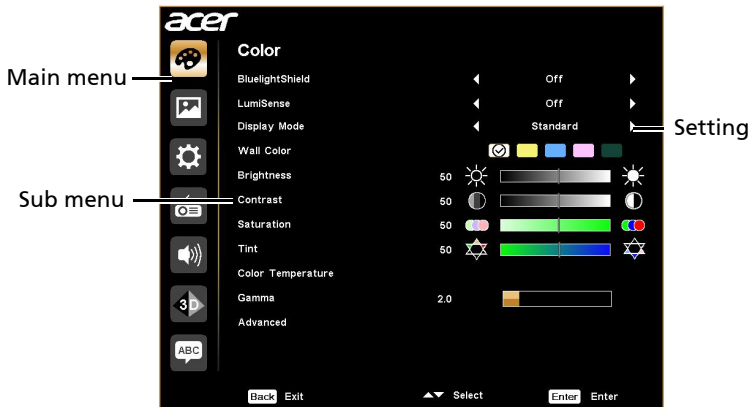 acer
Color
Main menu
BluelightShield Off
LumiSense Off
Display Mode Standard
Setting
Wall Color
Brightness 50
Sub menu
Contrast 50
Saturation 50
Tint 50
Color Temperature
3D
Gamma 2.0
Advanced
ABC
Back Exit Select Enter Enter